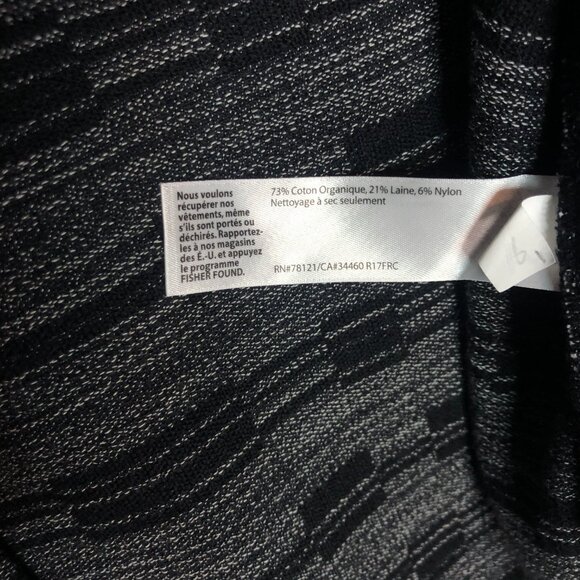 Nous voulons
récupérer nos
vêtements, même
s'ils sont portés ou
déchirés. Rapportez-
les à nos magasins
des É.-U. et appuyez
le programme
FISHER FOUND.
73% Coton Organique, 21% Laine, 6% Nylon
Nettoyage à sec seulement
RN#78121/CA#34460 R17FRC